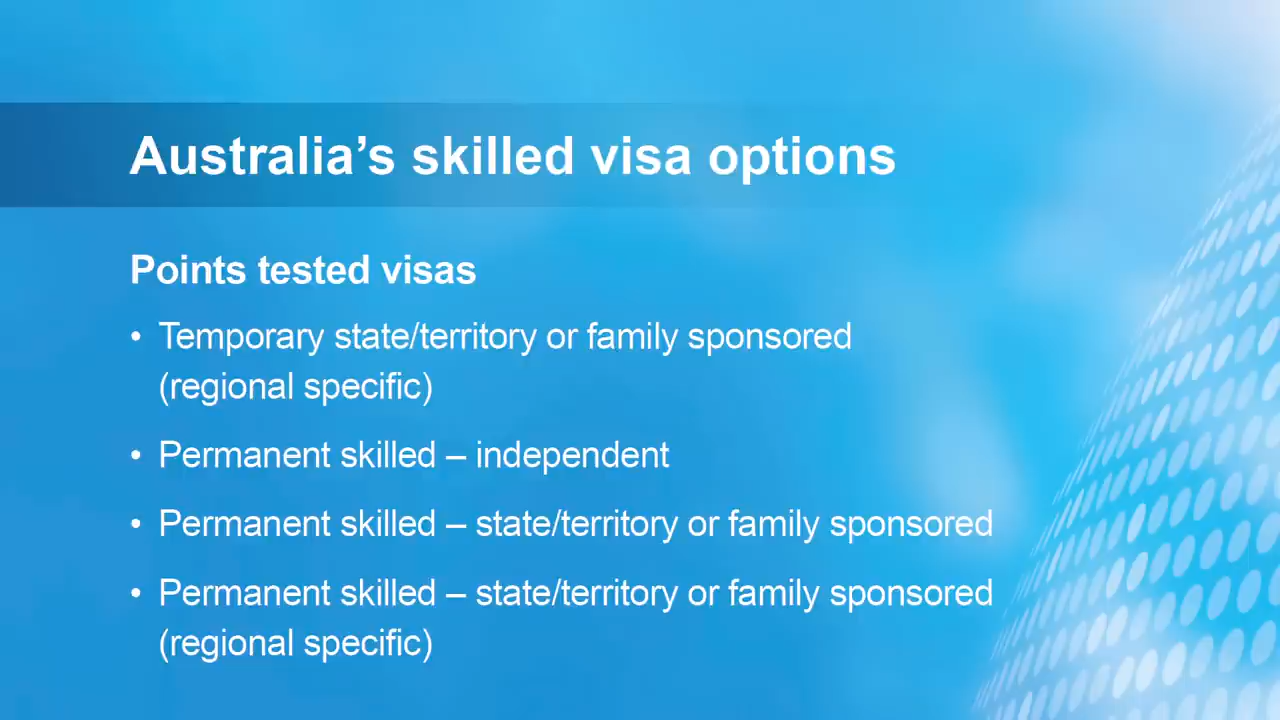 Australia’s skilled visa options
Points tested visas
• Temporary state/territory or family sponsored
(regional specific)
• Permanent skilled – independent
• Permanent skilled – state/territory or family sponsored
• Permanent skilled – state/territory or family sponsored
(regional specific)